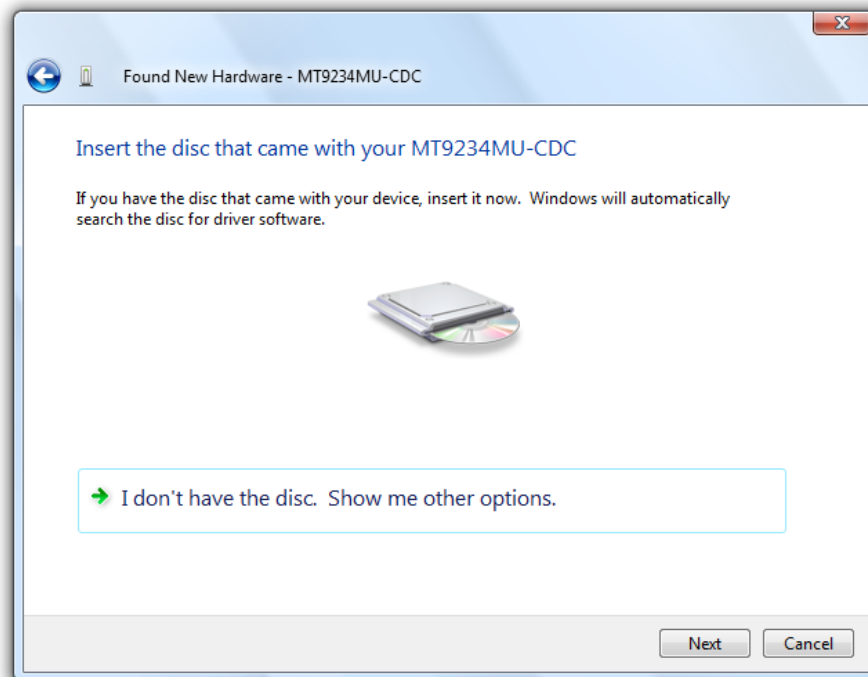 Found New Hardware - MT9234MU-CDC
Insert the disc that came with your MT9234MU-CDC
If you have the disc that came with your device, insert it now.  Windows will automatically
search the disc for driver software.
I don't have the disc.  Show me other options.
Next
Cancel